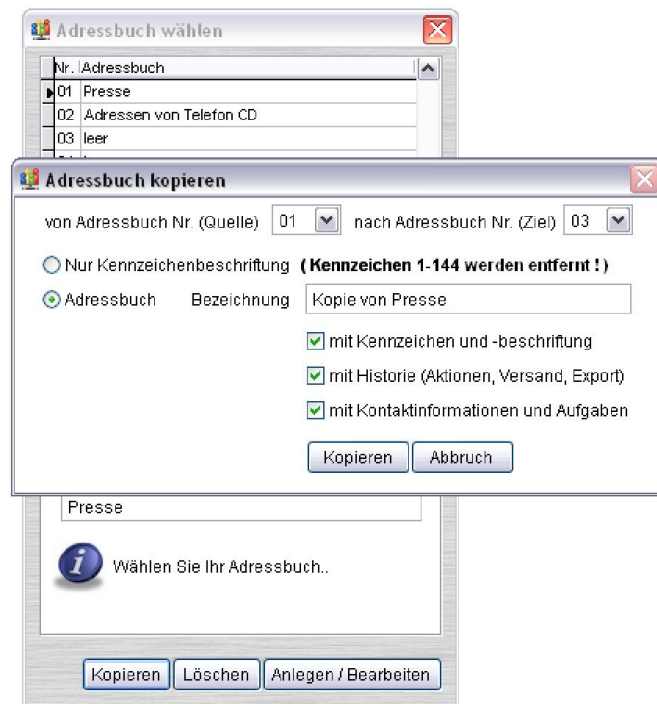 Adressbuch wählen
Nr. Adressbuch
01 Presse
02 Adressen von Telefon CD
03 leer
Adressbuch kopieren
von Adressbuch Nr. (Quelle) 01 nach Adressbuch Nr. (Ziel) 03
Nur Kennzeichenbeschriftung ( Kennzeichen 1-144 werden entfernt ! )
Adressbuch Bezeichnung Kopie von Presse
mit Kennzeichen und -beschriftung
mit Historie (Aktionen, Versand, Export)
mit Kontaktinformationen und Aufgaben
Kopieren Abbruch
Presse
Wählen Sie Ihr Adressbuch..
Kopieren Löschen Anlegen / Bearbeiten